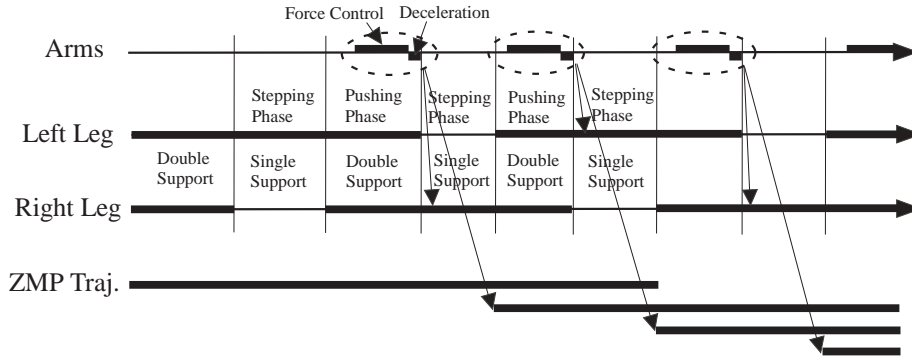 Force Control
Deceleration
Arms
Stepping
Phase
Pushing
Phase
Stepping
Phase
Pushing
Phase
Stepping
Phase
Left Leg
Double
Support
Single
Support
Double
Support
Single
Support
Double
Support
Single
Support
Right Leg
ZMP Traj.